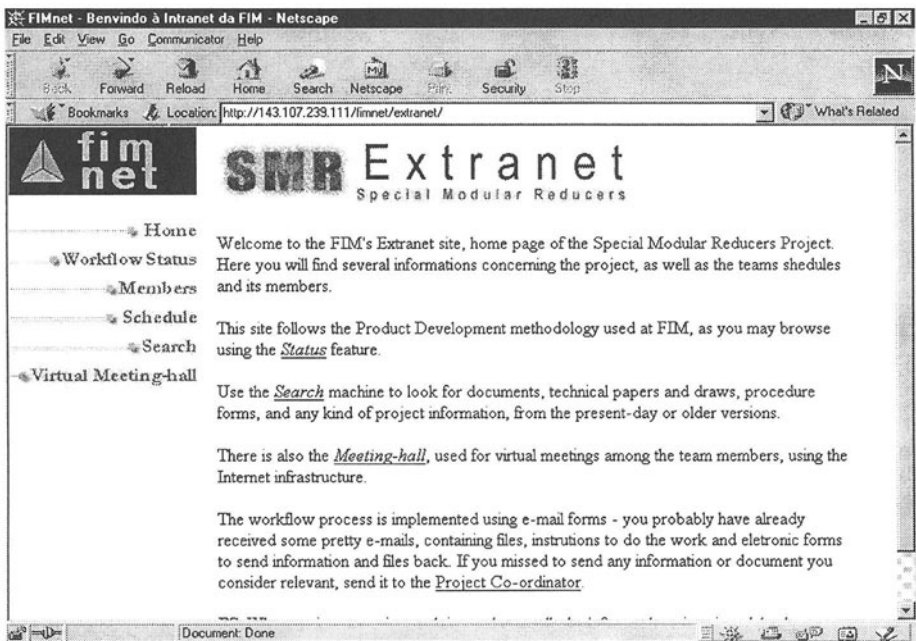 FIMnet - Benvindo à Intranet da FIM - Netscape
File Edit View Go Communicator Help
Back Forward Reload Home Search Netscape Print Security Stop
Bookmarks Location: http://143.107.239.111/fimnet/extranet/ What's Related
fim
net
SMR Extranet
Special Modular Reducers
Home
Workflow Status
Members
Schedule
Search
Virtual Meeting-hall
Welcome to the FIM's Extranet site, home page of the Special Modular Reducers Project.
Here you will find several informations concerning the project, as well as the teams shedules
and its members.
This site follows the Product Development methodology used at FIM, as you may browse
using the Status feature.
Use the Search machine to look for documents, technical papers and draws, procedure
forms, and any kind of project information, from the present-day or older versions.
There is also the Meeting-hall, used for virtual meetings among the team members, using the
Internet infrastructure.
The workflow process is implemented using e-mail forms - you probably have already
received some pretty e-mails, containing files, instrutions to do the work and eletronic forms
to send information and files back. If you missed to send any information or document you
consider relevant, send it to the Project Co-ordinator.
Document: Done